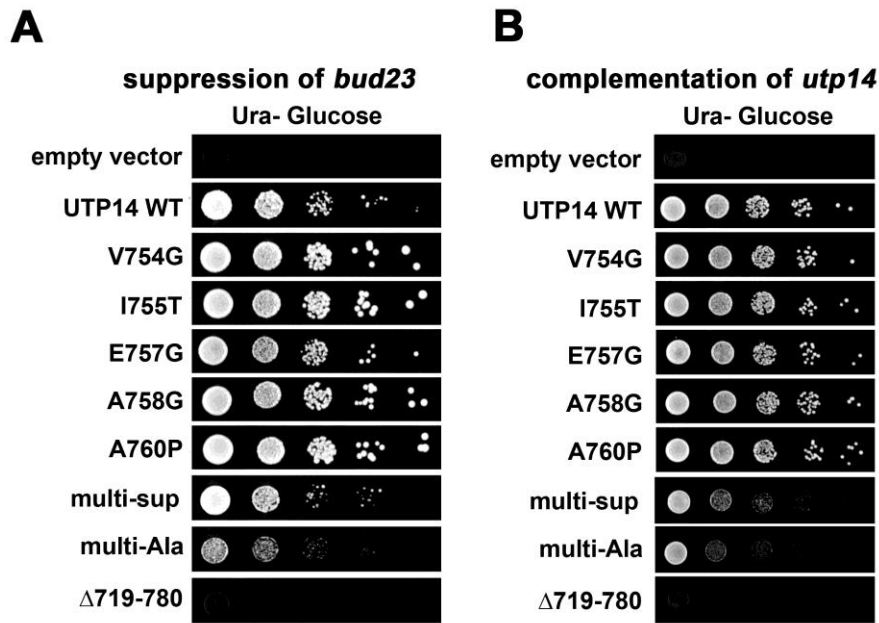 A
suppression of bud23
Ura- Glucose
empty vector
UTP14 WT
V754G
I755T
E757G
A758G
A760P
multi-sup
multi-Ala
Δ719-780
B
complementation of utp14
Ura- Glucose
empty vector
UTP14 WT
V754G
I755T
E757G
A758G
A760P
multi-sup
multi-Ala
Δ719-780